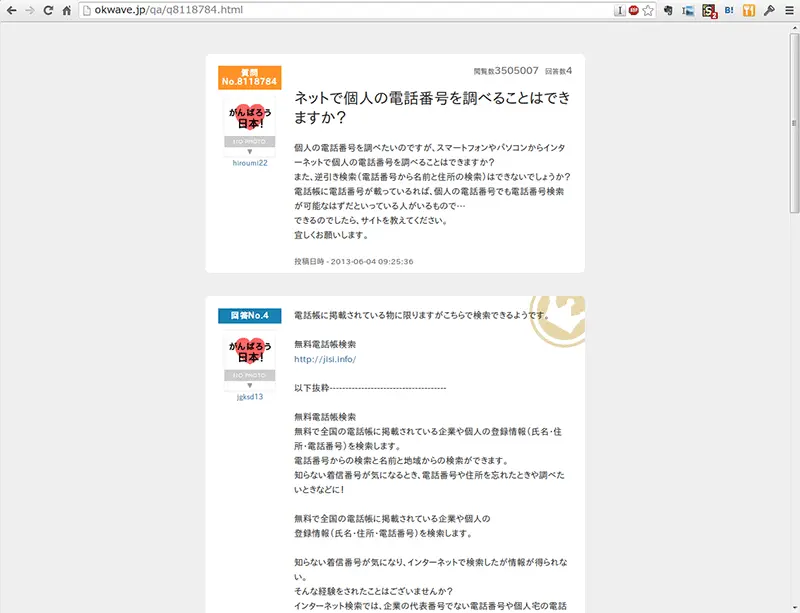 okwave.jp/qa/q8118784.html
質問
No.8118784
閲覧数3505007 回答数4
ネットで個人の電話番号を調べることはでき
ますか?
がんばろう
日本!
NO PHOTO
hiroumi22
個人の電話番号を調べたいのですが、スマートフォンやパソコンからインタ
ーネットで個人の電話番号を調べることはできますか?
また、逆引き検索(電話番号から名前と住所の検索)はできないでしょうか?
電話帳に電話番号が載っているれば、個人の電話番号でも電話番号検索
が可能なはずだといっている人がいるもので…
できるのでしたら、サイトを教えてください。
宜しくお願いします。
投稿日時 - 2013-06-04 09:25:36
回答No.4
がんばろう
日本!
NO PHOTO
jgksd13
電話帳に掲載されている物に限りますがこちらで検索できるようです。
無料電話帳検索
http://jisi.info/
以下抜粋------------------------------------
無料電話帳検索
無料で全国の電話帳に掲載されている企業や個人の登録情報(氏名・住
所・電話番号)を検索します。
電話番号からの検索と名前と地域からの検索ができます。
知らない着信番号が気になるとき、電話番号や住所を忘れたときや調べた
いときなどに!
無料で全国の電話帳に掲載されている企業や個人の
登録情報(氏名・住所・電話番号)を検索します。
知らない着信番号が気になり、インターネットで検索したが情報が得られな
い。
そんな経験をされたことはございませんか?
インターネット検索では、企業の代表番号でない電話番号や個人宅の電話